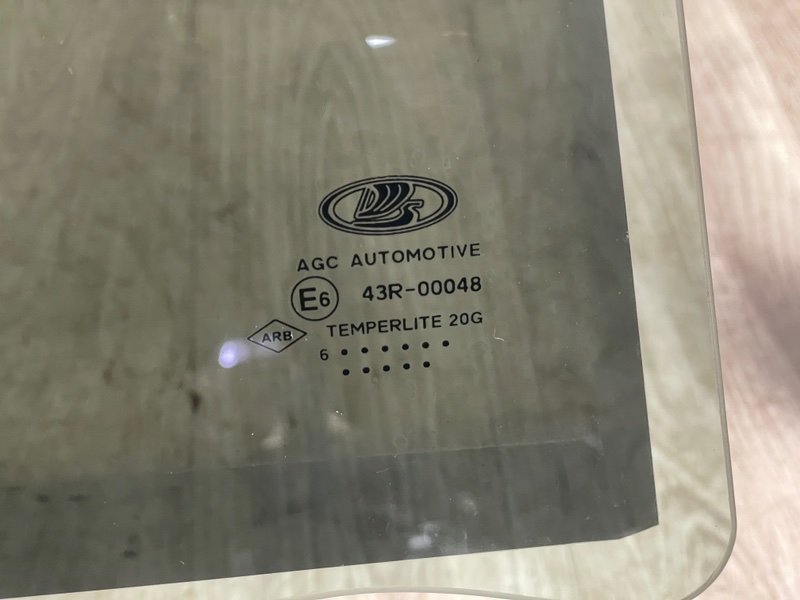 AGC AUTOMOTIVE
E6 43R-00048
ARB TEMPERLITE 20G
6 • • • • • •
• • • • •